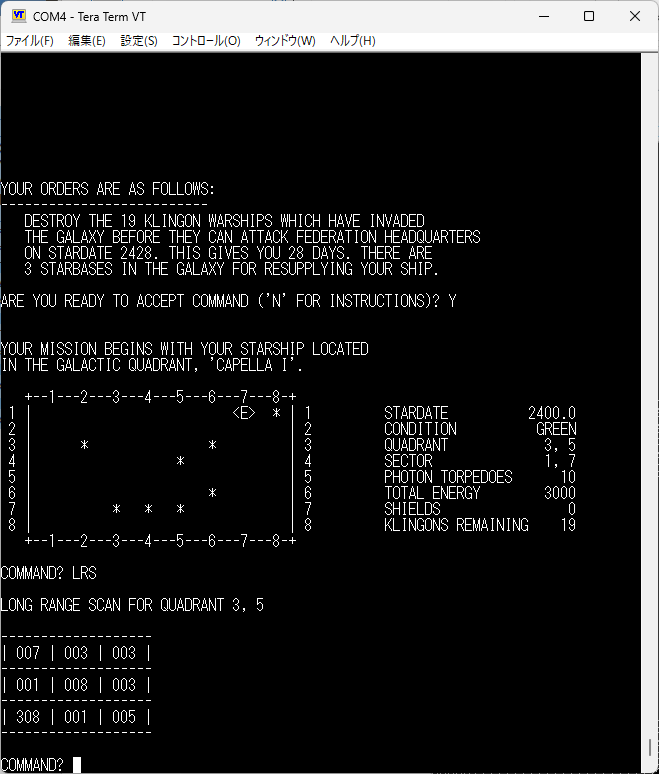 COM4 - Tera Term VT
ファイル(F) 編集(E) 設定(S) コントロール(O) ウィンドウ(W) ヘルプ(H)
YOUR ORDERS ARE AS FOLLOWS:
--------------------------
   DESTROY THE 19 KLINGON WARSHIPS WHICH HAVE INVADED
   THE GALAXY BEFORE THEY CAN ATTACK FEDERATION HEADQUARTERS
   ON STARDATE 2428. THIS GIVES YOU 28 DAYS. THERE ARE
   3 STARBASES IN THE GALAXY FOR RESUPPLYING YOUR SHIP.
ARE YOU READY TO ACCEPT COMMAND ('N' FOR INSTRUCTIONS)? Y
YOUR MISSION BEGINS WITH YOUR STARSHIP LOCATED
IN THE GALACTIC QUADRANT, 'CAPELLA I'.
   +--1---2---3---4---5---6---7---8-+
 1 |                         <E>  * | 1         STARDATE          2400.0
 2 |                                | 2         CONDITION          GREEN
 3 |      *               *         | 3         QUADRANT            3, 5
 4 |                  *             | 4         SECTOR              1, 7
 5 |                                | 5         PHOTON TORPEDOES      10
 6 |                      *         | 6         TOTAL ENERGY        3000
 7 |          *   *   *             | 7         SHIELDS                0
 8 |                                | 8         KLINGONS REMAINING    19
   +--1---2---3---4---5---6---7---8-+
COMMAND? LRS
LONG RANGE SCAN FOR QUADRANT 3, 5
-------------------
| 007 | 003 | 003 |
-------------------
| 001 | 008 | 003 |
-------------------
| 308 | 001 | 005 |
-------------------
COMMAND?